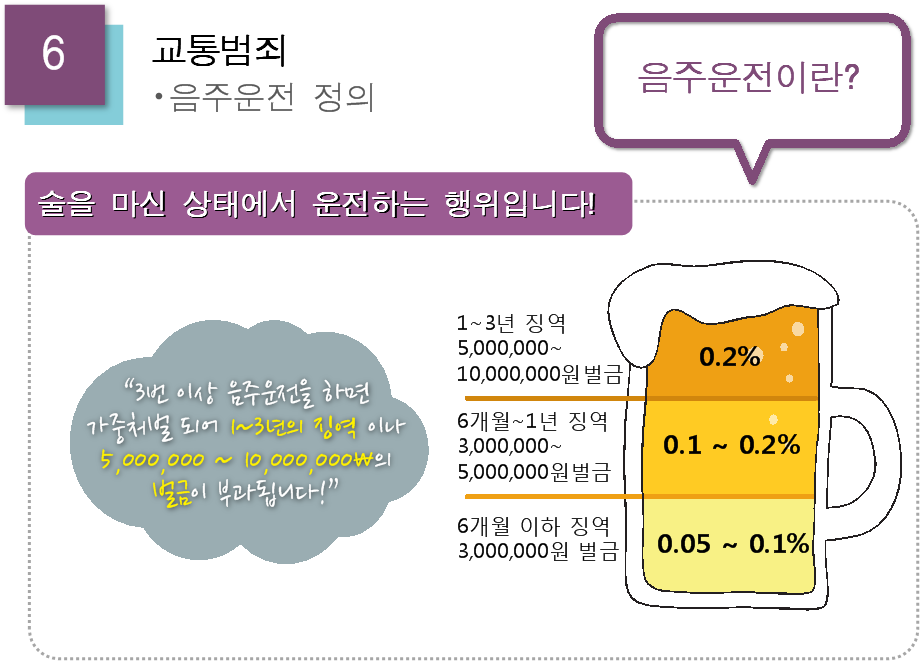 6
교통범죄
•음주운전 정의
음주운전이란?
술을 마신 상태에서 운전하는 행위입니다!
“3번 이상 음주운전을 하면
가중처벌 되어 1~3년의 징역 이나
5,000,000 ~ 10,000,000₩의
벌금이 부과됩니다!”
1~3년 징역
5,000,000~
10,000,000원벌금
0.2%
6개월~1년 징역
3,000,000~
5,000,000원벌금
0.1 ~ 0.2%
6개월 이하 징역
3,000,000원 벌금
0.05 ~ 0.1%